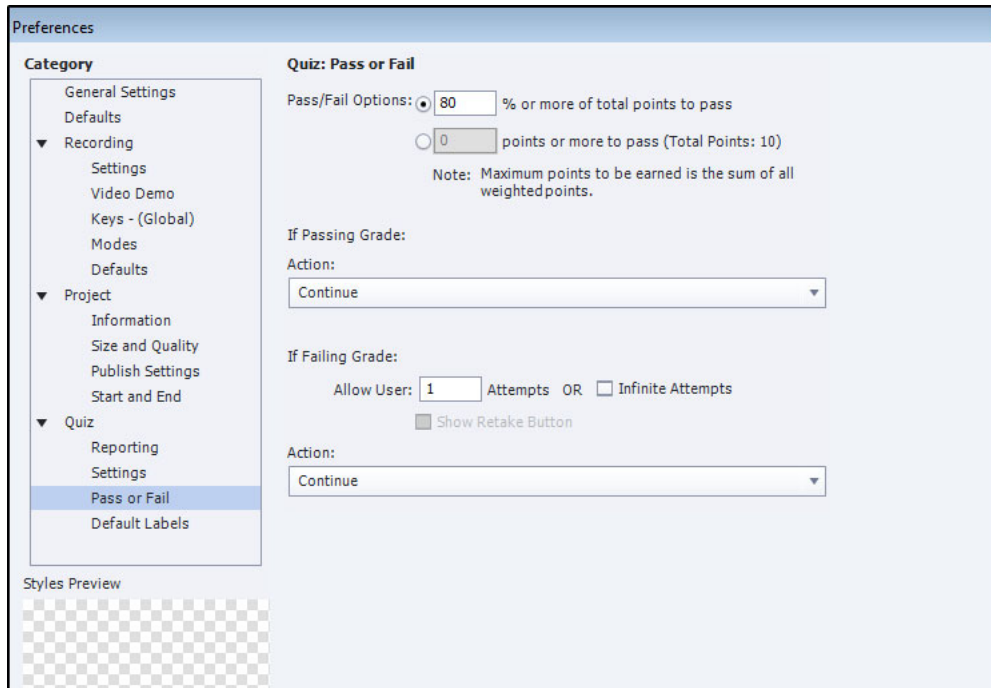 Preferences
Category
General Settings
Defaults
Recording
Settings
Video Demo
Keys - (Global)
Modes
Defaults
Project
Information
Size and Quality
Publish Settings
Start and End
Quiz
Reporting
Settings
Pass or Fail
Default Labels
Styles Preview
Quiz: Pass or Fail
Pass/Fail Options: 80 % or more of total points to pass
0 points or more to pass (Total Points: 10)
Note: Maximum points to be earned is the sum of all
weighted points.
If Passing Grade:
Action:
Continue
If Failing Grade:
Allow User: 1 Attempts OR Infinite Attempts
Show Retake Button
Action:
Continue